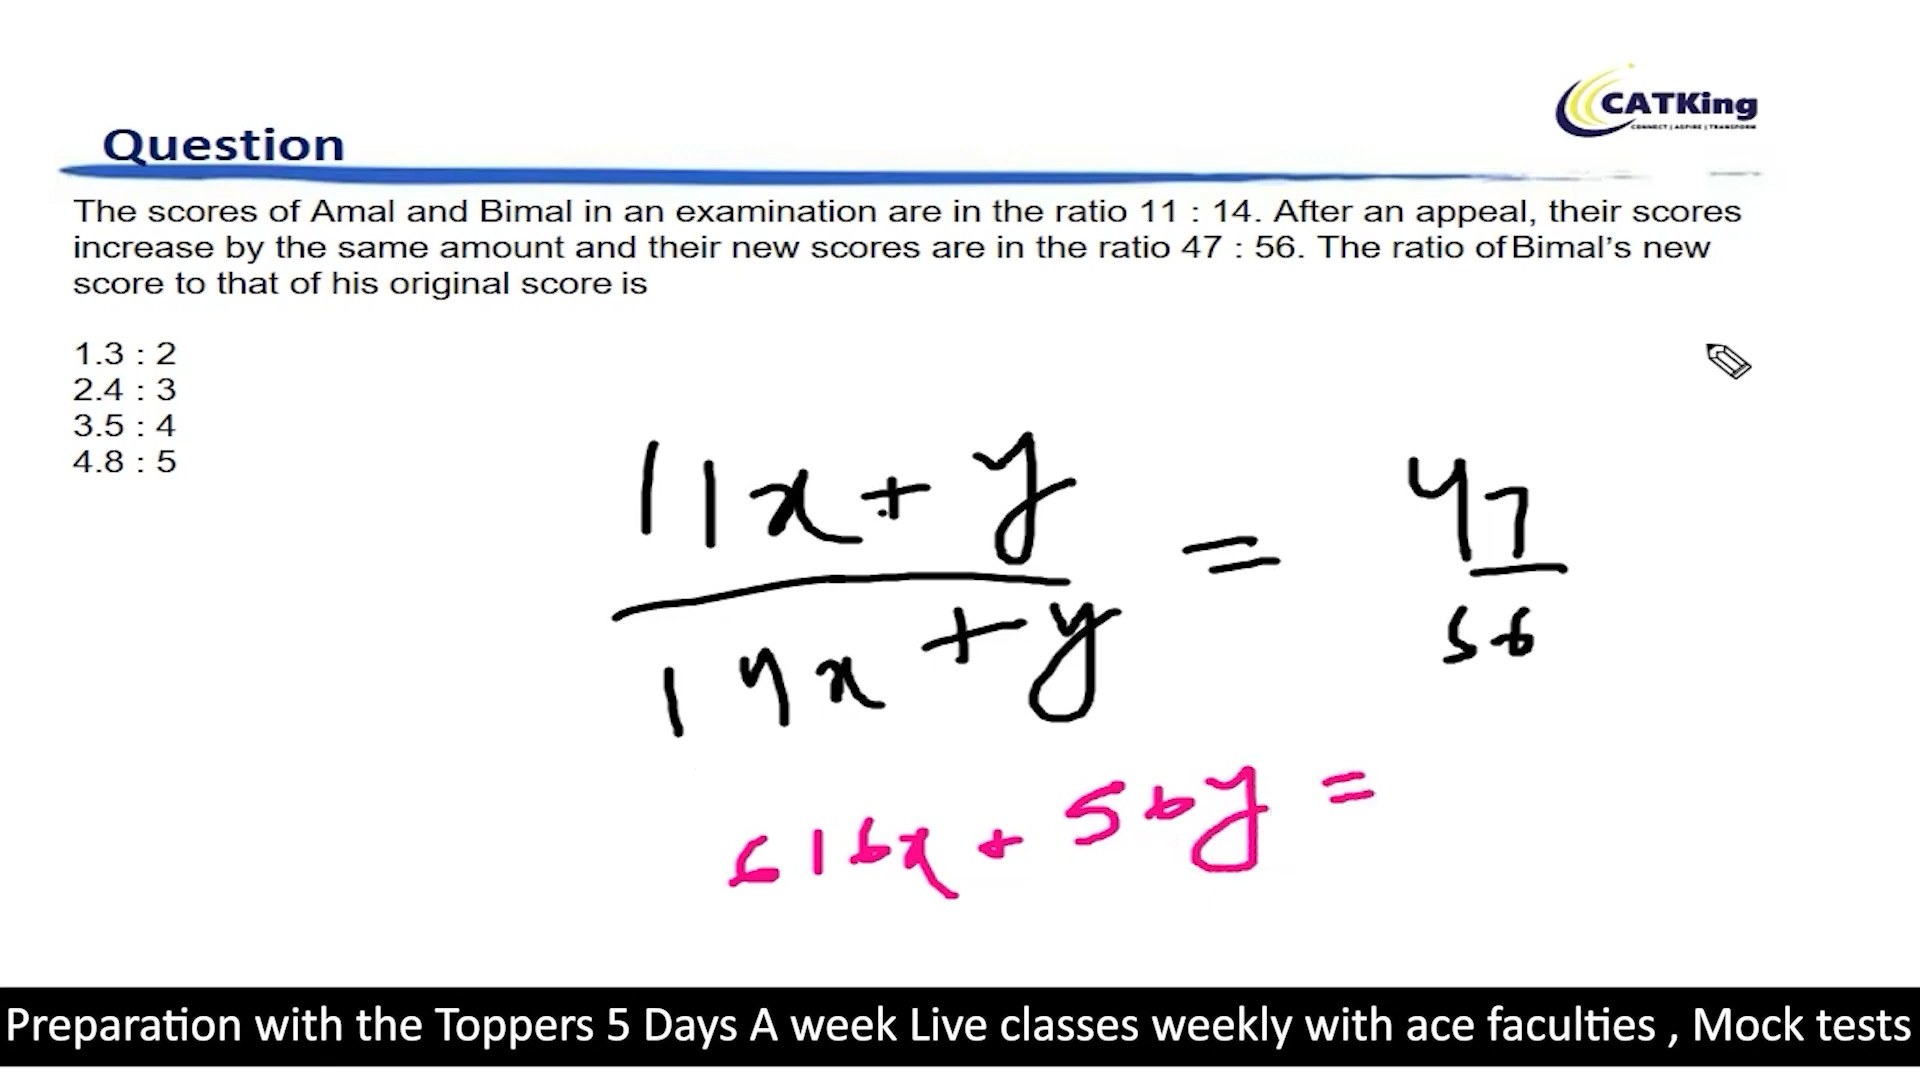 CATKing
CONNECT | ASPIRE | TRANSFORM
Question
The scores of Amal and Bimal in an examination are in the ratio 11 : 14. After an appeal, their scores
increase by the same amount and their new scores are in the ratio 47 : 56. The ratio of Bimal's new
score to that of his original score is
1.3 : 2
2.4 : 3
3.5 : 4
4.8 : 5
11x + y = 47
14x + y 56
616x + 56y =
Preparation with the Toppers 5 Days A week Live classes weekly with ace faculties , Mock tests